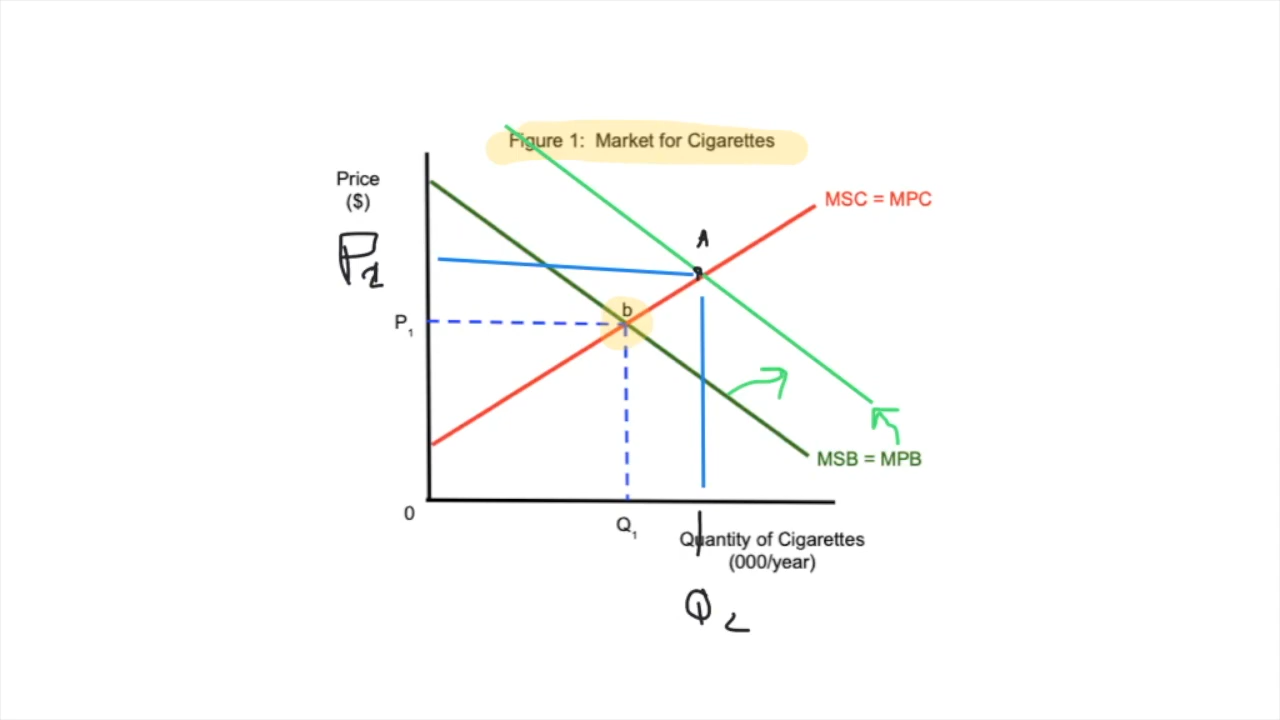 Figure 1: Market for Cigarettes
Price
($)
MSC = MPC
P2
A
b
P1
MSB = MPB
0
Q1
Quantity of Cigarettes
(000/year)
Q2